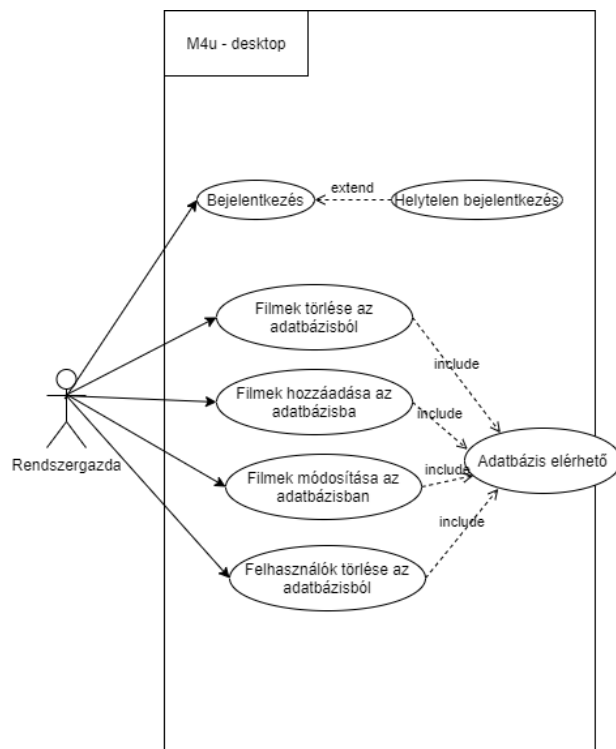 M4u - desktop
extend
Bejelentkezés
Helytelen bejelentkezés
Filmek törlése az
adatbázisból
include
Filmek hozzáadása az
adatbázisba
include
Adatbázis elérhető
Rendszergazda
Filmek módosítása az
adatbázisban
include
include
Felhasználók törlése az
adatbázisból